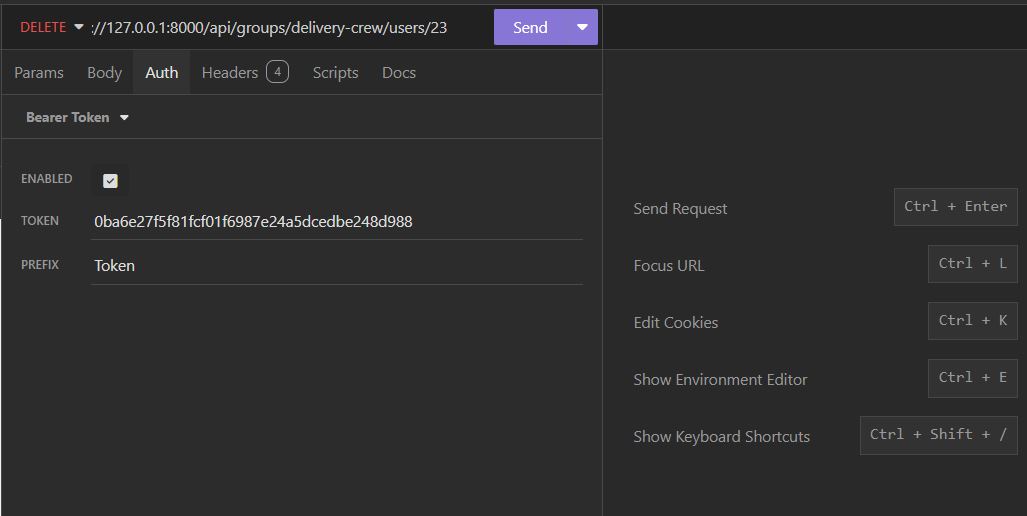 DELETE ://127.0.0.1:8000/api/groups/delivery-crew/users/23 Send
Params Body Auth Headers 4 Scripts Docs
Bearer Token
ENABLED
TOKEN 0ba6e27f5f81fcf01f6987e24a5dcedbe248d988
PREFIX Token
Send Request Ctrl + Enter
Focus URL Ctrl + L
Edit Cookies Ctrl + K
Show Environment Editor Ctrl + E
Show Keyboard Shortcuts Ctrl + Shift + /